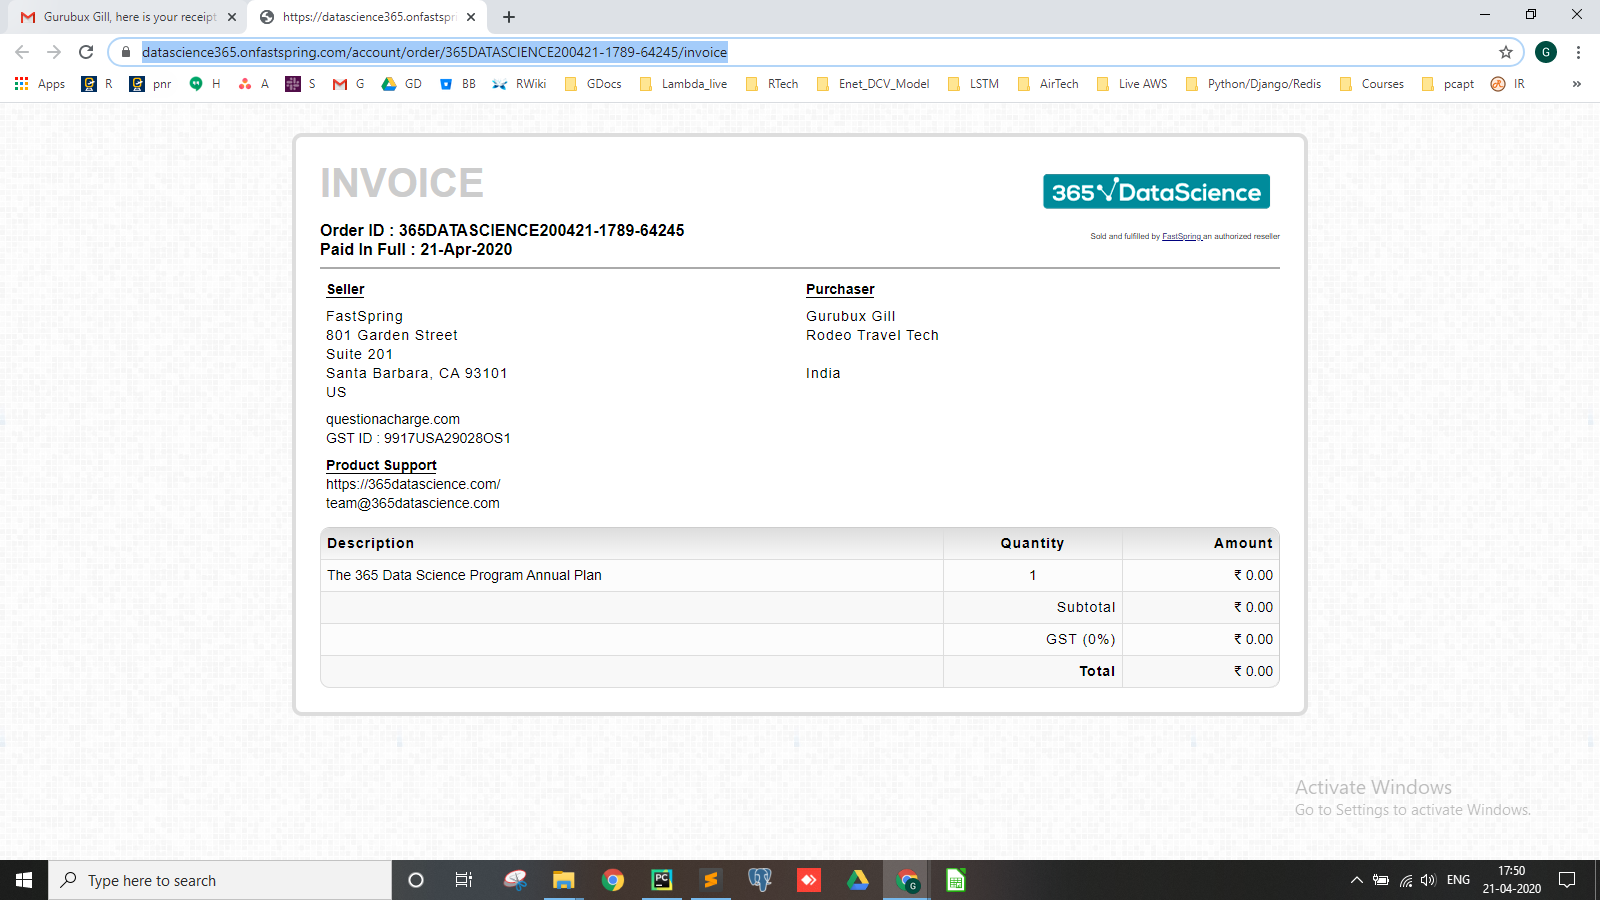 Gurubux Gill, here is your receipt
https://datascience365.onfastspri
datascience365.onfastspring.com/account/order/365DATASCIENCE200421-1789-64245/invoice
G
Apps R pnr H A S G GD BB RWiki GDocs Lambda_live RTech Enet_DCV_Model LSTM AirTech Live AWS Python/Django/Redis Courses pcapt IR »
INVOICE
365 DataScience
Order ID : 365DATASCIENCE200421-1789-64245
Paid In Full : 21-Apr-2020
Sold and fulfilled by FastSpring an authorized reseller
Seller
FastSpring
801 Garden Street
Suite 201
Santa Barbara, CA 93101
US
questionacharge.com
GST ID : 9917USA29028OS1
Product Support
https://365datascience.com/
team@365datascience.com
Purchaser
Gurubux Gill
Rodeo Travel Tech
India
Description Quantity Amount
The 365 Data Science Program Annual Plan 1 ₹ 0.00
Subtotal ₹ 0.00
GST (0%) ₹ 0.00
Total ₹ 0.00
Activate Windows
Go to Settings to activate Windows.
Type here to search
PC
G
ENG
17:50
21-04-2020